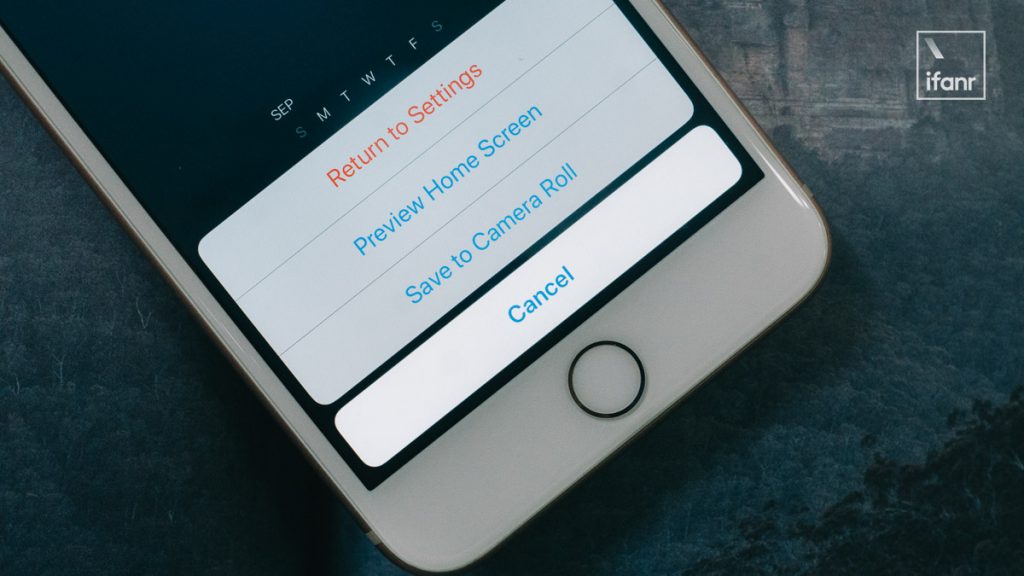 ifanr
SEP
S M T W T F S
Return to Settings
Preview Home Screen
Save to Camera Roll
Cancel